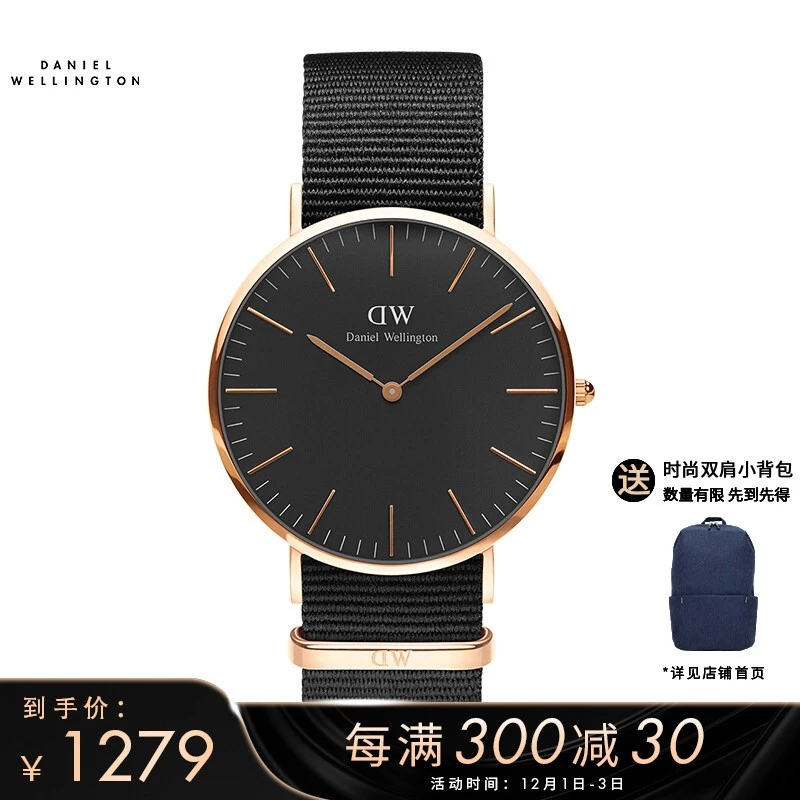 DANIEL
WELLINGTON
DW
Daniel Wellington
送 时尚双肩小背包
数量有限 先到先得
*详见店铺首页
DW
到手价：
¥ 1279
每满300减30
活动时间：12月1日-3日